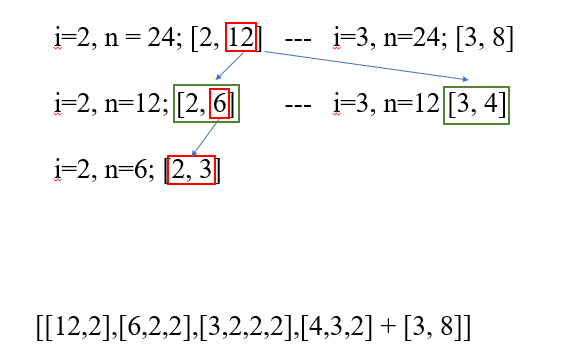 i=2, n = 24; [2, 12] --- i=3, n=24; [3, 8]
i=2, n=12; [2, 6] --- i=3, n=12 [3, 4]
i=2, n=6; [2, 3]
[[12,2],[6,2,2],[3,2,2,2],[4,3,2] + [3, 8]]